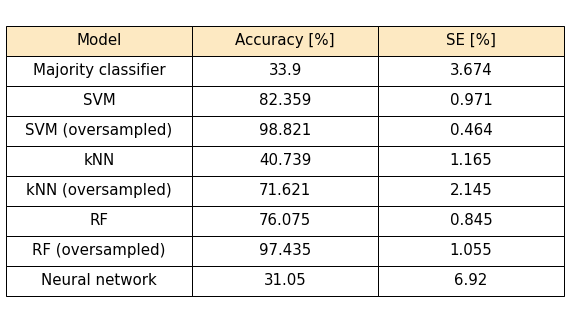 Model Accuracy [%] SE [%]
Majority classifier 33.9 3.674
SVM 82.359 0.971
SVM (oversampled) 98.821 0.464
kNN 40.739 1.165
kNN (oversampled) 71.621 2.145
RF 76.075 0.845
RF (oversampled) 97.435 1.055
Neural network 31.05 6.92